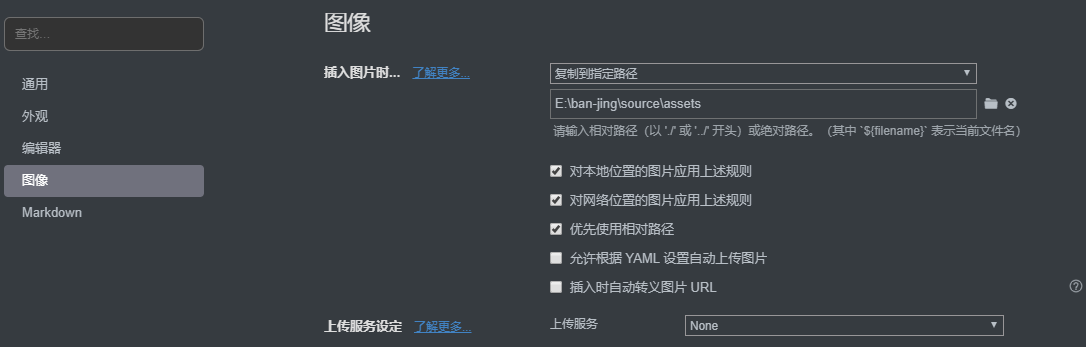 图像
查找...
通用
外观
编辑器
图像
Markdown
插入图片时... 了解更多... 复制到指定路径
E:\ban-jing\source\assets
请输入相对路径（以 './' 或 '../' 开头）或绝对路径。（其中 `${filename}` 表示当前文件名）
对本地位置的图片应用上述规则
对网络位置的图片应用上述规则
优先使用相对路径
允许根据 YAML 设置自动上传图片
插入时自动转义图片 URL
上传服务设定 了解更多... 上传服务 None